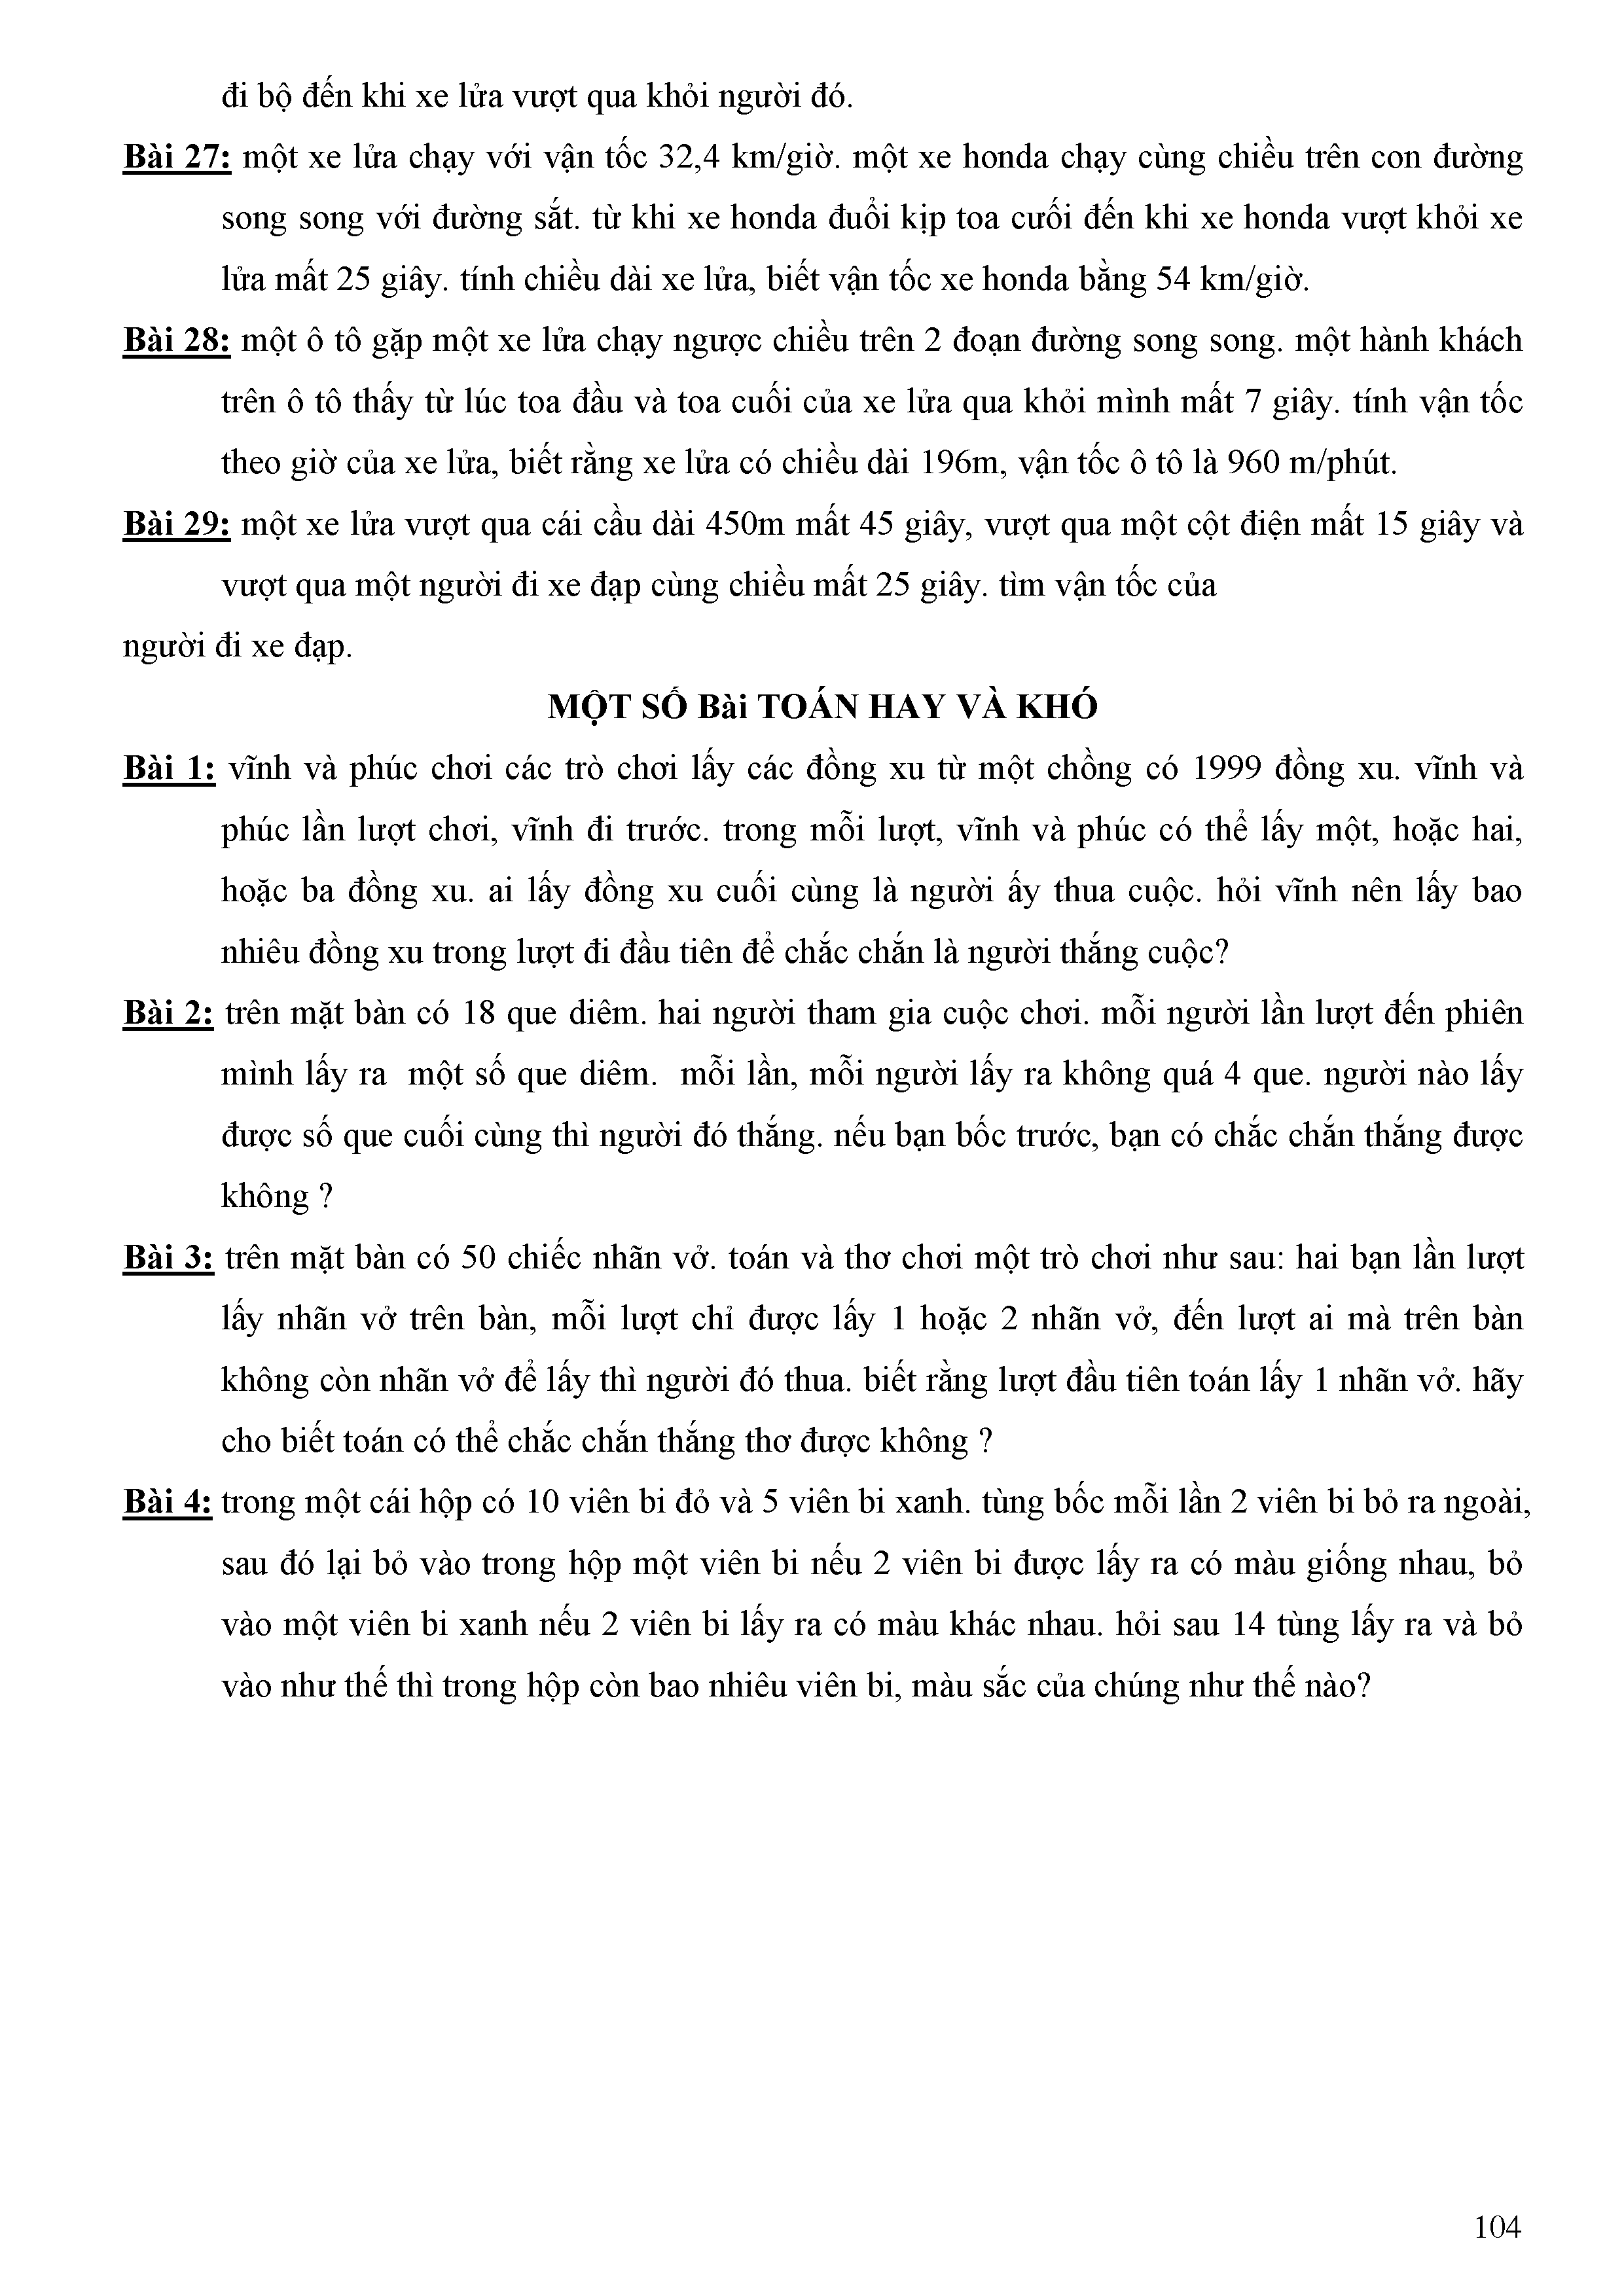 đi bộ đến khi xe lửa vượt qua khỏi người đó.
Bài 27: một xe lửa chạy với vận tốc 32,4 km/giờ. một xe honda chạy cùng chiều trên con đường
song song với đường sắt. từ khi xe honda đuổi kịp toa cưối đến khi xe honda vượt khỏi xe
lửa mất 25 giây. tính chiều dài xe lửa, biết vận tốc xe honda bằng 54 km/giờ.
Bài 28: một ô tô gặp một xe lửa chạy ngược chiều trên 2 đoạn đường song song. một hành khách
trên ô tô thấy từ lúc toa đầu và toa cuối của xe lửa qua khỏi mình mất 7 giây. tính vận tốc
theo giờ của xe lửa, biết rằng xe lửa có chiều dài 196m, vận tốc ô tô là 960 m/phút.
Bài 29: một xe lửa vượt qua cái cầu dài 450m mất 45 giây, vượt qua một cột điện mất 15 giây và
vượt qua một người đi xe đạp cùng chiều mất 25 giây. tìm vận tốc của
người đi xe đạp.
MỘT SỐ Bài TOÁN HAY VÀ KHÓ
Bài 1: vĩnh và phúc chơi các trò chơi lấy các đồng xu từ một chồng có 1999 đồng xu. vĩnh và
phúc lần lượt chơi, vĩnh đi trước. trong mỗi lượt, vĩnh và phúc có thể lấy một, hoặc hai,
hoặc ba đồng xu. ai lấy đồng xu cuối cùng là người ấy thua cuộc. hỏi vĩnh nên lấy bao
nhiêu đồng xu trong lượt đi đầu tiên để chắc chắn là người thắng cuộc?
Bài 2: trên mặt bàn có 18 que diêm. hai người tham gia cuộc chơi. mỗi người lần lượt đến phiên
mình lấy ra một số que diêm. mỗi lần, mỗi người lấy ra không quá 4 que. người nào lấy
được số que cuối cùng thì người đó thắng. nếu bạn bốc trước, bạn có chắc chắn thắng được
không ?
Bài 3: trên mặt bàn có 50 chiếc nhãn vở. toán và thơ chơi một trò chơi như sau: hai bạn lần lượt
lấy nhãn vở trên bàn, mỗi lượt chỉ được lấy 1 hoặc 2 nhãn vở, đến lượt ai mà trên bàn
không còn nhãn vở để lấy thì người đó thua. biết rằng lượt đầu tiên toán lấy 1 nhãn vở. hãy
cho biết toán có thể chắc chắn thắng thơ được không ?
Bài 4: trong một cái hộp có 10 viên bi đỏ và 5 viên bi xanh. tùng bốc mỗi lần 2 viên bi bỏ ra ngoài,
sau đó lại bỏ vào trong hộp một viên bi nếu 2 viên bi được lấy ra có màu giống nhau, bỏ
vào một viên bi xanh nếu 2 viên bi lấy ra có màu khác nhau. hỏi sau 14 tùng lấy ra và bỏ
vào như thế thì trong hộp còn bao nhiêu viên bi, màu sắc của chúng như thế nào?
104